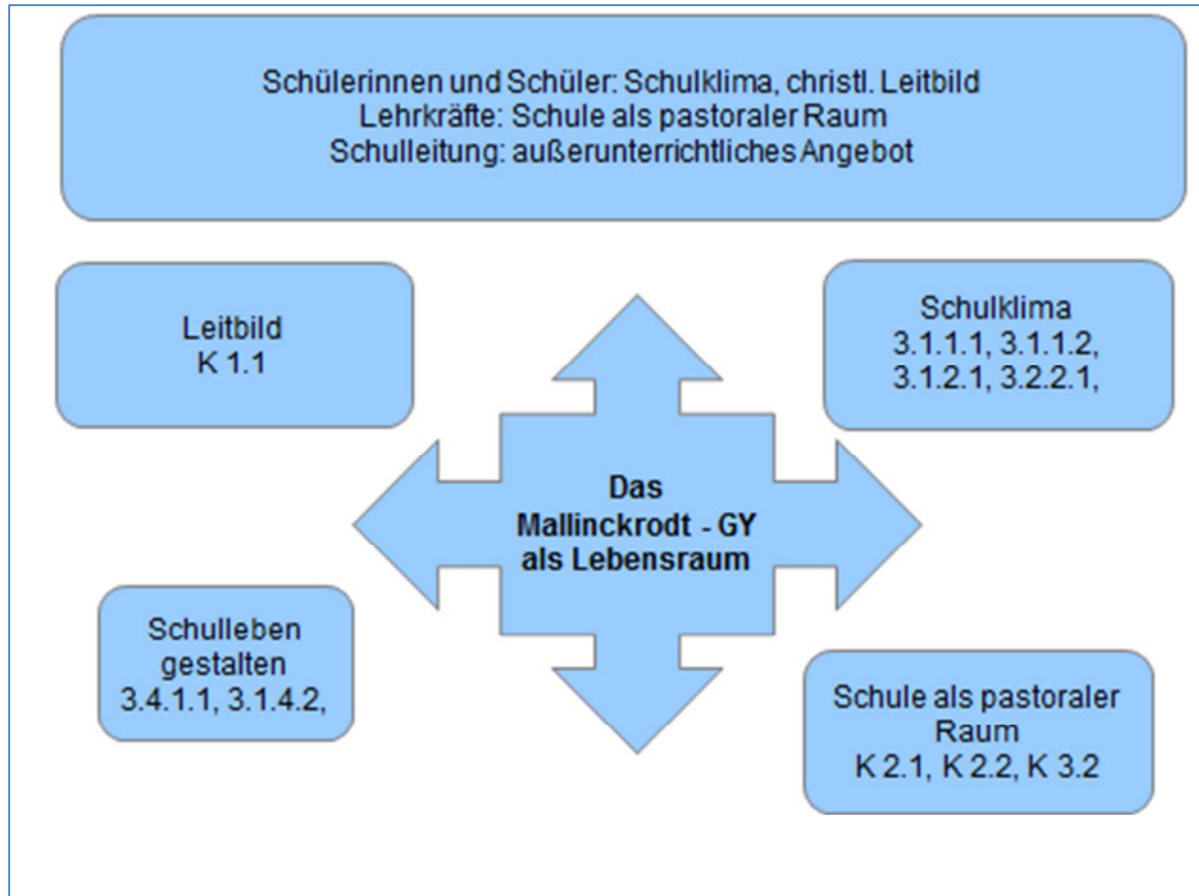 Schülerinnen und Schüler: Schulklima, christl. Leitbild
Lehrkräfte: Schule als pastoraler Raum
Schulleitung: außerunterrichtliches Angebot
Leitbild
K 1.1
Schulklima
3.1.1.1, 3.1.1.2,
3.1.2.1, 3.2.2.1,
Das
Mallinckrodt - GY
als Lebensraum
Schulleben
gestalten
3.4.1.1, 3.1.4.2,
Schule als pastoraler
Raum
K 2.1, K 2.2, K 3.2